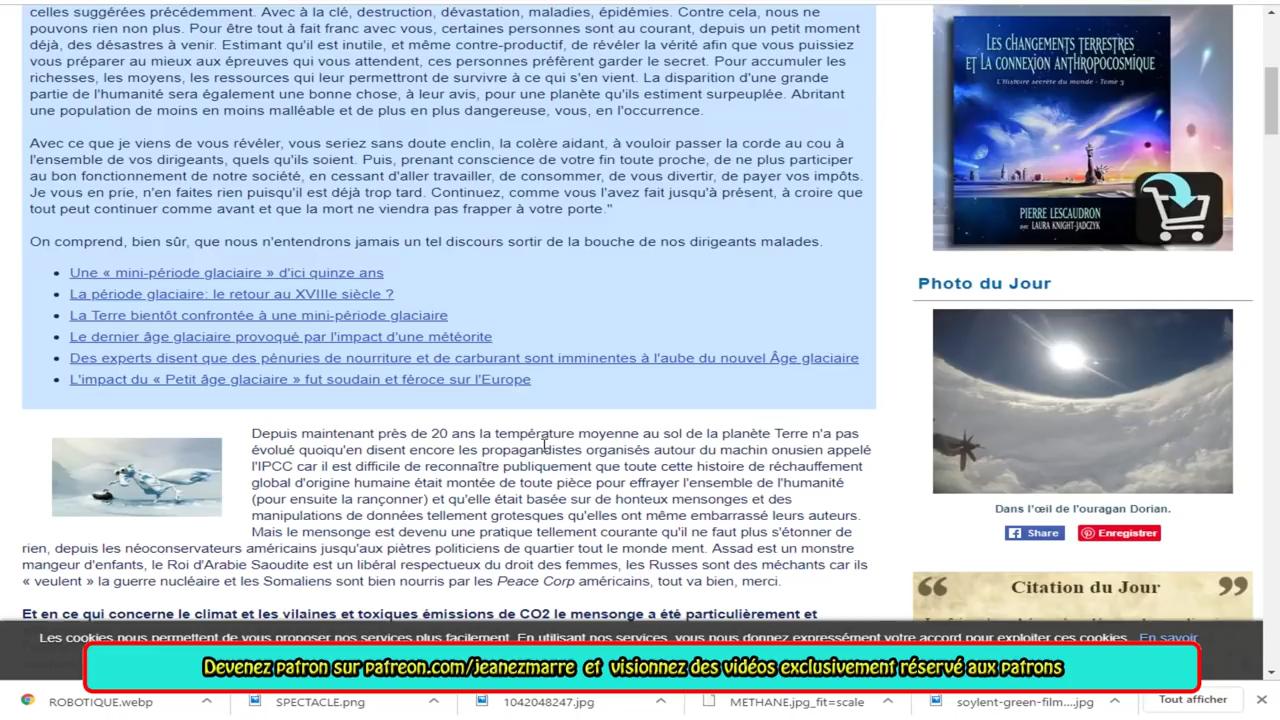 celles suggérées précédemment. Avec à la clé, destruction, dévastation, maladies, épidémies. Contre cela, nous ne
pouvons rien non plus. Pour être tout à fait franc avec vous, certaines personnes sont au courant, depuis un petit moment
déjà, des désastres à venir. Estimant qu'il est inutile, et même contre-productif, de révéler la vérité afin que vous puissiez
vous préparer au mieux aux épreuves qui vous attendent, ces personnes préfèrent garder le secret. Pour accumuler les
richesses, les moyens, les ressources qui leur permettront de survivre à ce qui s'en vient. La disparition d'une grande
partie de l'humanité sera également une bonne chose, à leur avis, pour une planète qu'ils estiment surpeuplée. Abritant
une population de moins en moins malléable et de plus en plus dangereuse, vous, en l'occurrence.
Avec ce que je viens de vous révéler, vous seriez sans doute enclin, la colère aidant, à vouloir passer la corde au cou à
l'ensemble de vos dirigeants, quels qu'ils soient. Puis, prenant conscience de votre fin toute proche, de ne plus participer
au bon fonctionnement de notre société, en cessant d'aller travailler, de consommer, de vous divertir, de payer vos impôts.
Je vous en prie, n'en faites rien puisqu'il est déjà trop tard. Continuez, comme vous l'avez fait jusqu'à présent, à croire que
tout peut continuer comme avant et que la mort ne viendra pas frapper à votre porte."
On comprend, bien sûr, que nous n'entendrons jamais un tel discours sortir de la bouche de nos dirigeants malades.
Une « mini-période glaciaire » d'ici quinze ans
La période glaciaire: le retour au XVIIIe siècle ?
La Terre bientôt confrontée à une mini-période glaciaire
Le dernier âge glaciaire provoqué par l'impact d'une météorite
Des experts disent que des pénuries de nourriture et de carburant sont imminentes à l'aube du nouvel Âge glaciaire
L'impact du « Petit âge glaciaire » fut soudain et féroce sur l'Europe
Depuis maintenant près de 20 ans la température moyenne au sol de la planète Terre n'a pas
évolué quoiqu'en disent encore les propagandistes organisés autour du machin onusien appelé
l'IPCC car il est difficile de reconnaître publiquement que toute cette histoire de réchauffement
global d'origine humaine était montée de toute pièce pour effrayer l'ensemble de l'humanité
(pour ensuite la rançonner) et qu'elle était basée sur de honteux mensonges et des
manipulations de données tellement grotesques qu'elles ont même embarrassé leurs auteurs.
Mais le mensonge est devenu une pratique tellement courante qu'il ne faut plus s'étonner de
rien, depuis les néoconservateurs américains jusqu'aux piètres politiciens de quartier tout le monde ment. Assad est un monstre
mangeur d'enfants, le Roi d'Arabie Saoudite est un libéral respectueux du droit des femmes, les Russes sont des méchants car ils
« veulent » la guerre nucléaire et les Somaliens sont bien nourris par les Peace Corp américains, tout va bien, merci.
Et en ce qui concerne le climat et les vilaines et toxiques émissions de CO2 le mensonge a été particulièrement et
LES CHANGEMENTS TERRESTRES
ET LA CONNEXION ANTHROPOCOSMIQUE
L'Histoire secrète du monde - Tome 3
PIERRE LESCAUDRON
avec LAURA KNIGHT-JADCZYK
Photo du Jour
Dans l'œil de l'ouragan Dorian.
Share
Enregistrer
Citation du Jour
Les cookies nous permettent de vous proposer nos services plus facilement. En utilisant nos services, vous nous donnez expressément votre accord pour exploiter ces cookies. En savoir
Devenez patron sur patreon.com/jeanezmarre et visionnez des vidéos exclusivement réservé aux patrons
ROBOTIQUE.webp
SPECTACLE.png
1042048247.jpg
METHANE.jpg_fit=scale
soylent-green-film....jpg
Tout afficher